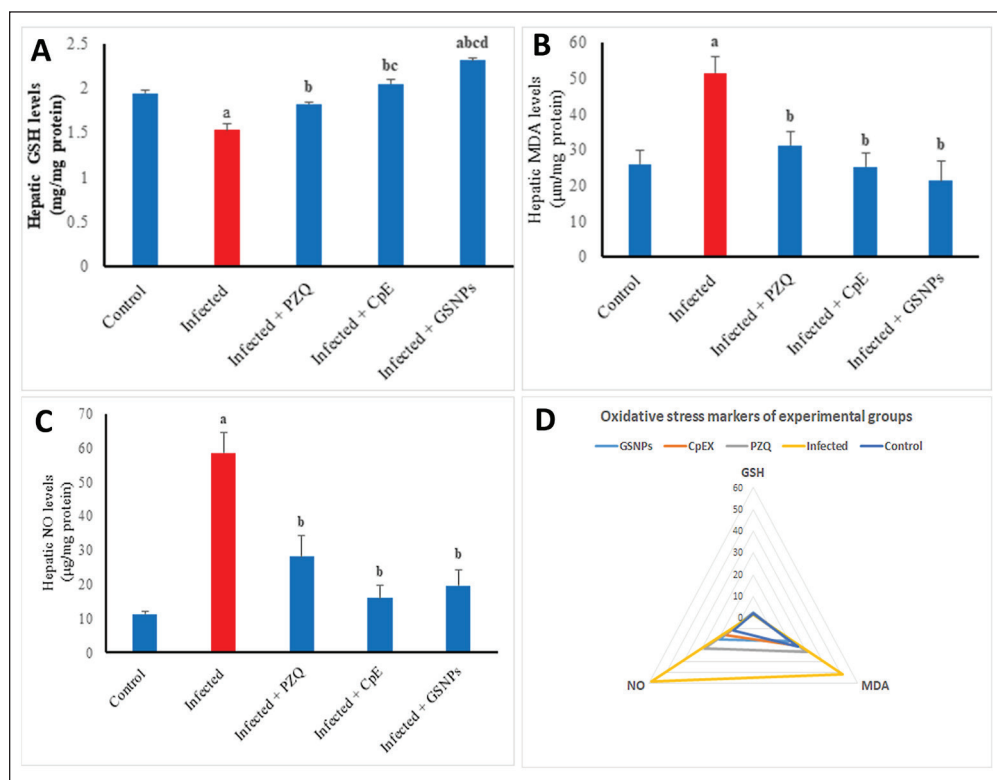 A
Hepatic GSH levels
(mg/mg protein)
2.5
2
1.5
1
0.5
0
a
b
bc
abcd
Control
Infected
Infected + PZQ
Infected + CpE
Infected + GSNPs
B
Hepatic MDA levels
(μm/mg protein)
60
50
40
30
20
10
0
a
b
b
b
Control
Infected
Infected + PZQ
Infected + CpE
Infected + GSNPs
C
Hepatic NO levels
(μg/mg protein)
70
60
50
40
30
20
10
0
a
b
b
b
Control
Infected
Infected + PZQ
Infected + CpE
Infected + GSNPs
D
Oxidative stress markers of experimental groups
GSNPs CpEX PZQ Infected Control
GSH
60
50
40
30
20
10
0
NO
MDA